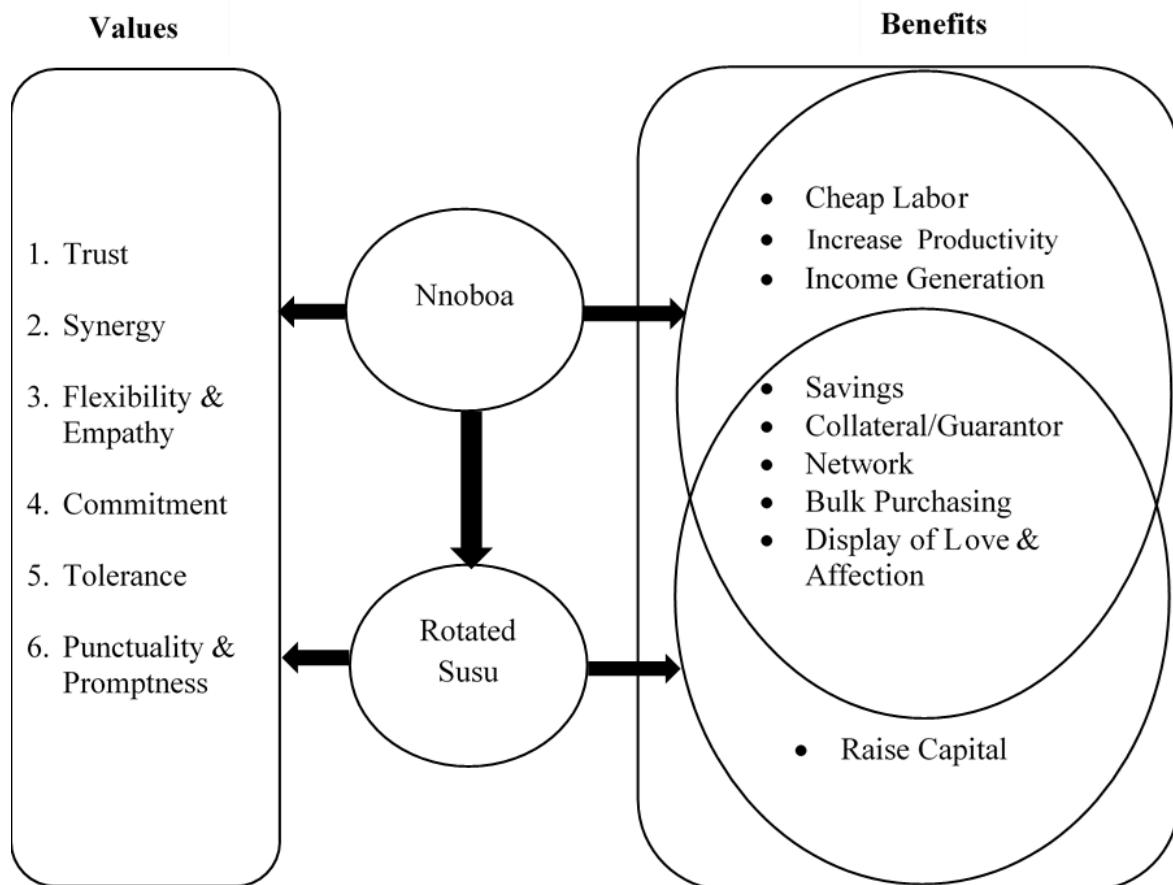 Values
Benefits
1. Trust
2. Synergy
3. Flexibility &
Empathy
4. Commitment
5. Tolerance
6. Punctuality &
Promptness
Nnoboa
Rotated
Susu
• Cheap Labor
• Increase Productivity
• Income Generation
• Savings
• Collateral/Guarantor
• Network
• Bulk Purchasing
• Display of Love &
Affection
• Raise Capital